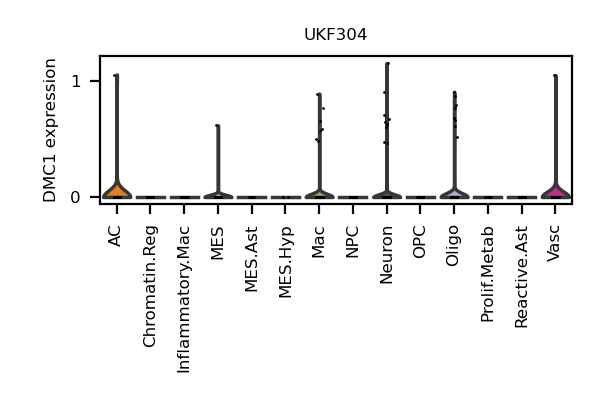 UKF304
DMC1 expression
1
0
AC
Chromatin.Reg
Inflammatory.Mac
MES
MES.Ast
MES.Hyp
Mac
NPC
Neuron
OPC
Oligo
Prolif.Metab
Reactive.Ast
Vasc